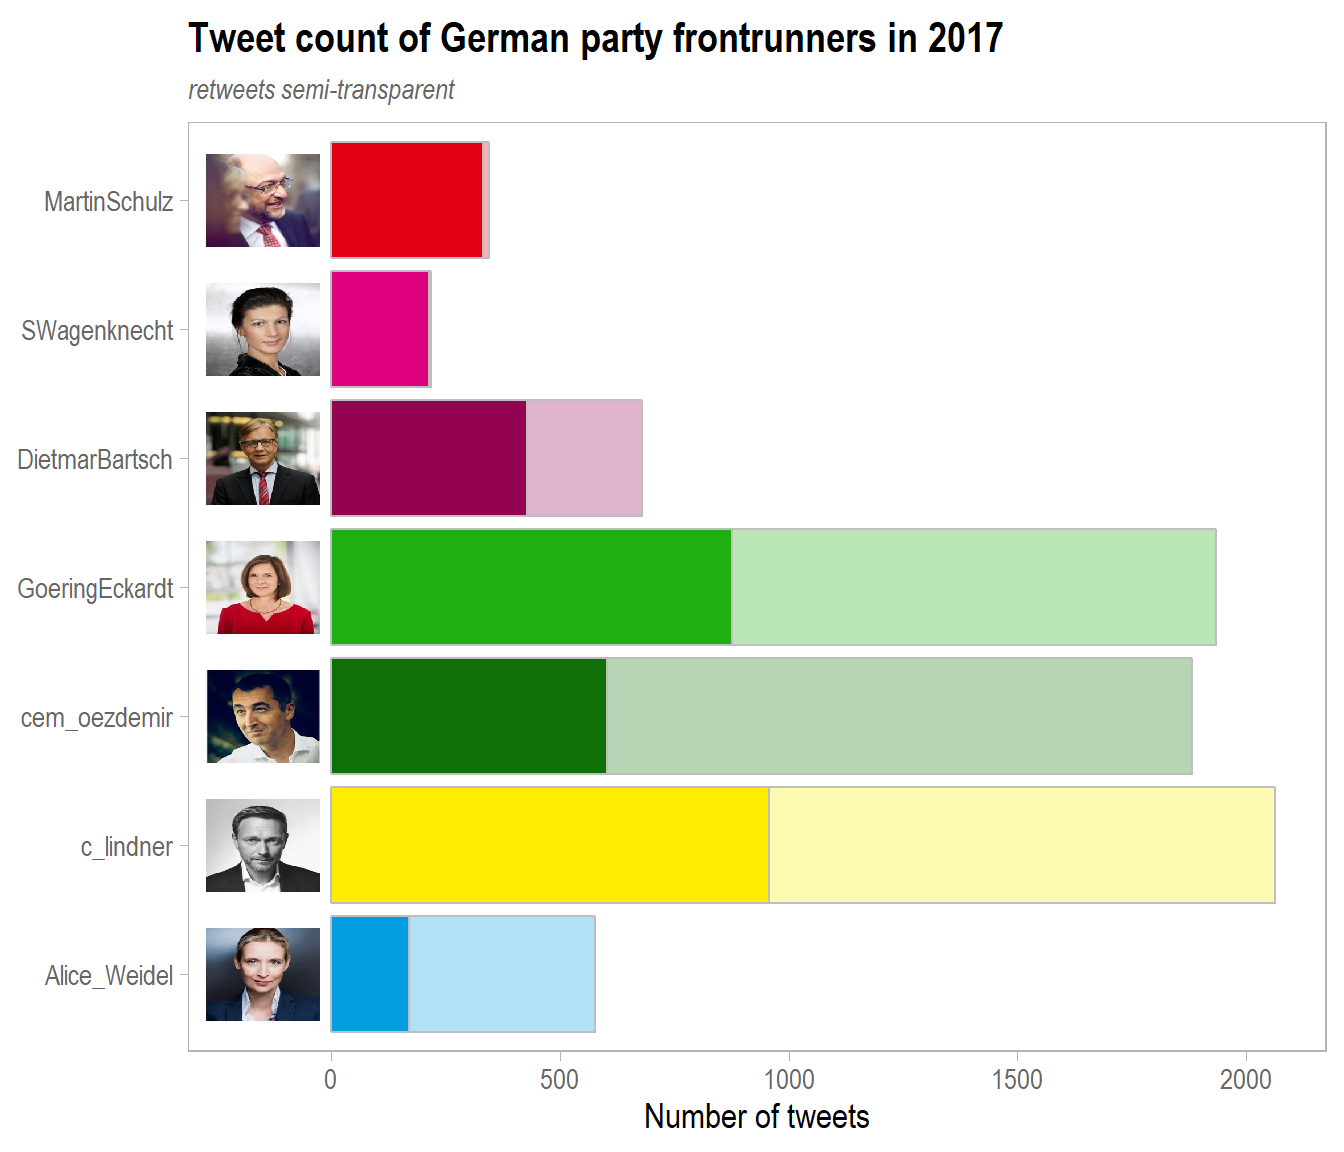 Tweet count of German party frontrunners in 2017
retweets semi-transparent
MartinSchulz
SWagenknecht
DietmarBartsch
GoeringEckardt
cem_oezdemir
c_lindner
Alice_Weidel
0 500 1000 1500 2000
Number of tweets